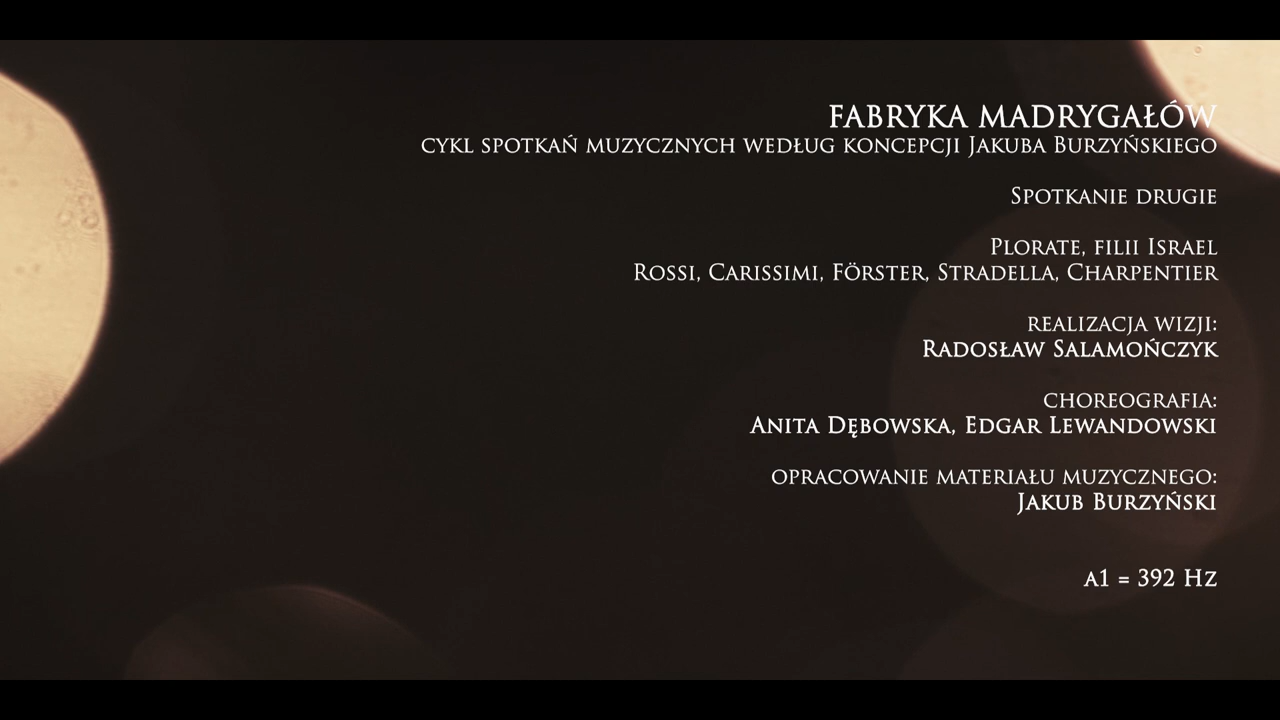 FABRYKA MADRYGAŁÓW
CYKL SPOTKAŃ MUZYCZNYCH WEDŁUG KONCEPCJI JAKUBA BURZYŃSKIEGO
SPOTKANIE DRUGIE
PLORATE, FILII ISRAEL
ROSSI, CARISSIMI, FÖRSTER, STRADELLA, CHARPENTIER
REALIZACJA WIZJI:
RADOSŁAW SALAMOŃCZYK
CHOREOGRAFIA:
ANITA DĘBOWSKA, EDGAR LEWANDOWSKI
OPRACOWANIE MATERIAŁU MUZYCZNEGO:
JAKUB BURZYŃSKI
A1 = 392 HZ